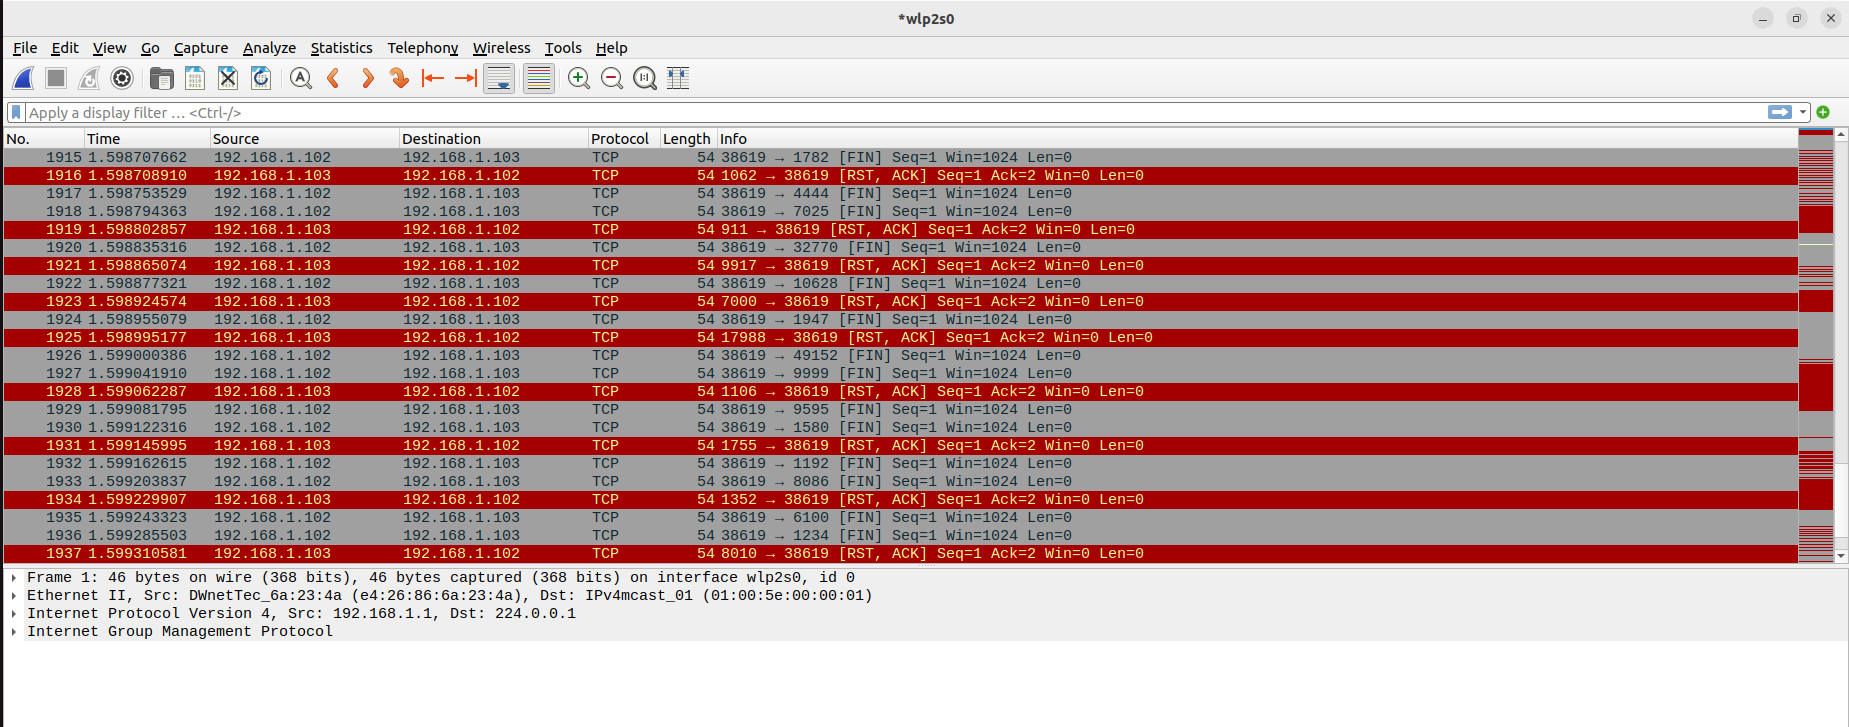 *wlp2s0
File Edit View Go Capture Analyze Statistics Telephony Wireless Tools Help
Apply a display filter … <Ctrl-/>
No. Time Source Destination Protocol Length Info
1915 1.598707662 192.168.1.102 192.168.1.103 TCP 54 38619 → 1782 [FIN] Seq=1 Win=1024 Len=0
1916 1.598708910 192.168.1.103 192.168.1.102 TCP 54 1062 → 38619 [RST, ACK] Seq=1 Ack=2 Win=0 Len=0
1917 1.598753529 192.168.1.102 192.168.1.103 TCP 54 38619 → 4444 [FIN] Seq=1 Win=1024 Len=0
1918 1.598794363 192.168.1.102 192.168.1.103 TCP 54 38619 → 7025 [FIN] Seq=1 Win=1024 Len=0
1919 1.598802857 192.168.1.103 192.168.1.102 TCP 54 911 → 38619 [RST, ACK] Seq=1 Ack=2 Win=0 Len=0
1920 1.598835316 192.168.1.102 192.168.1.103 TCP 54 38619 → 32770 [FIN] Seq=1 Win=1024 Len=0
1921 1.598865074 192.168.1.103 192.168.1.102 TCP 54 9917 → 38619 [RST, ACK] Seq=1 Ack=2 Win=0 Len=0
1922 1.598877321 192.168.1.102 192.168.1.103 TCP 54 38619 → 10628 [FIN] Seq=1 Win=1024 Len=0
1923 1.598924574 192.168.1.103 192.168.1.102 TCP 54 7000 → 38619 [RST, ACK] Seq=1 Ack=2 Win=0 Len=0
1924 1.598955079 192.168.1.102 192.168.1.103 TCP 54 38619 → 1947 [FIN] Seq=1 Win=1024 Len=0
1925 1.598995177 192.168.1.103 192.168.1.102 TCP 54 17988 → 38619 [RST, ACK] Seq=1 Ack=2 Win=0 Len=0
1926 1.599000386 192.168.1.102 192.168.1.103 TCP 54 38619 → 49152 [FIN] Seq=1 Win=1024 Len=0
1927 1.599041910 192.168.1.102 192.168.1.103 TCP 54 38619 → 9999 [FIN] Seq=1 Win=1024 Len=0
1928 1.599062287 192.168.1.103 192.168.1.102 TCP 54 1106 → 38619 [RST, ACK] Seq=1 Ack=2 Win=0 Len=0
1929 1.599081795 192.168.1.102 192.168.1.103 TCP 54 38619 → 9595 [FIN] Seq=1 Win=1024 Len=0
1930 1.599122316 192.168.1.102 192.168.1.103 TCP 54 38619 → 1580 [FIN] Seq=1 Win=1024 Len=0
1931 1.599145995 192.168.1.103 192.168.1.102 TCP 54 1755 → 38619 [RST, ACK] Seq=1 Ack=2 Win=0 Len=0
1932 1.599162615 192.168.1.102 192.168.1.103 TCP 54 38619 → 1192 [FIN] Seq=1 Win=1024 Len=0
1933 1.599203837 192.168.1.102 192.168.1.103 TCP 54 38619 → 8086 [FIN] Seq=1 Win=1024 Len=0
1934 1.599229907 192.168.1.103 192.168.1.102 TCP 54 1352 → 38619 [RST, ACK] Seq=1 Ack=2 Win=0 Len=0
1935 1.599243323 192.168.1.102 192.168.1.103 TCP 54 38619 → 6100 [FIN] Seq=1 Win=1024 Len=0
1936 1.599285503 192.168.1.102 192.168.1.103 TCP 54 38619 → 1234 [FIN] Seq=1 Win=1024 Len=0
1937 1.599310581 192.168.1.103 192.168.1.102 TCP 54 8010 → 38619 [RST, ACK] Seq=1 Ack=2 Win=0 Len=0
Frame 1: 46 bytes on wire (368 bits), 46 bytes captured (368 bits) on interface wlp2s0, id 0
Ethernet II, Src: DWnetTec_6a:23:4a (e4:26:86:6a:23:4a), Dst: IPv4mcast_01 (01:00:5e:00:00:01)
Internet Protocol Version 4, Src: 192.168.1.1, Dst: 224.0.0.1
Internet Group Management Protocol